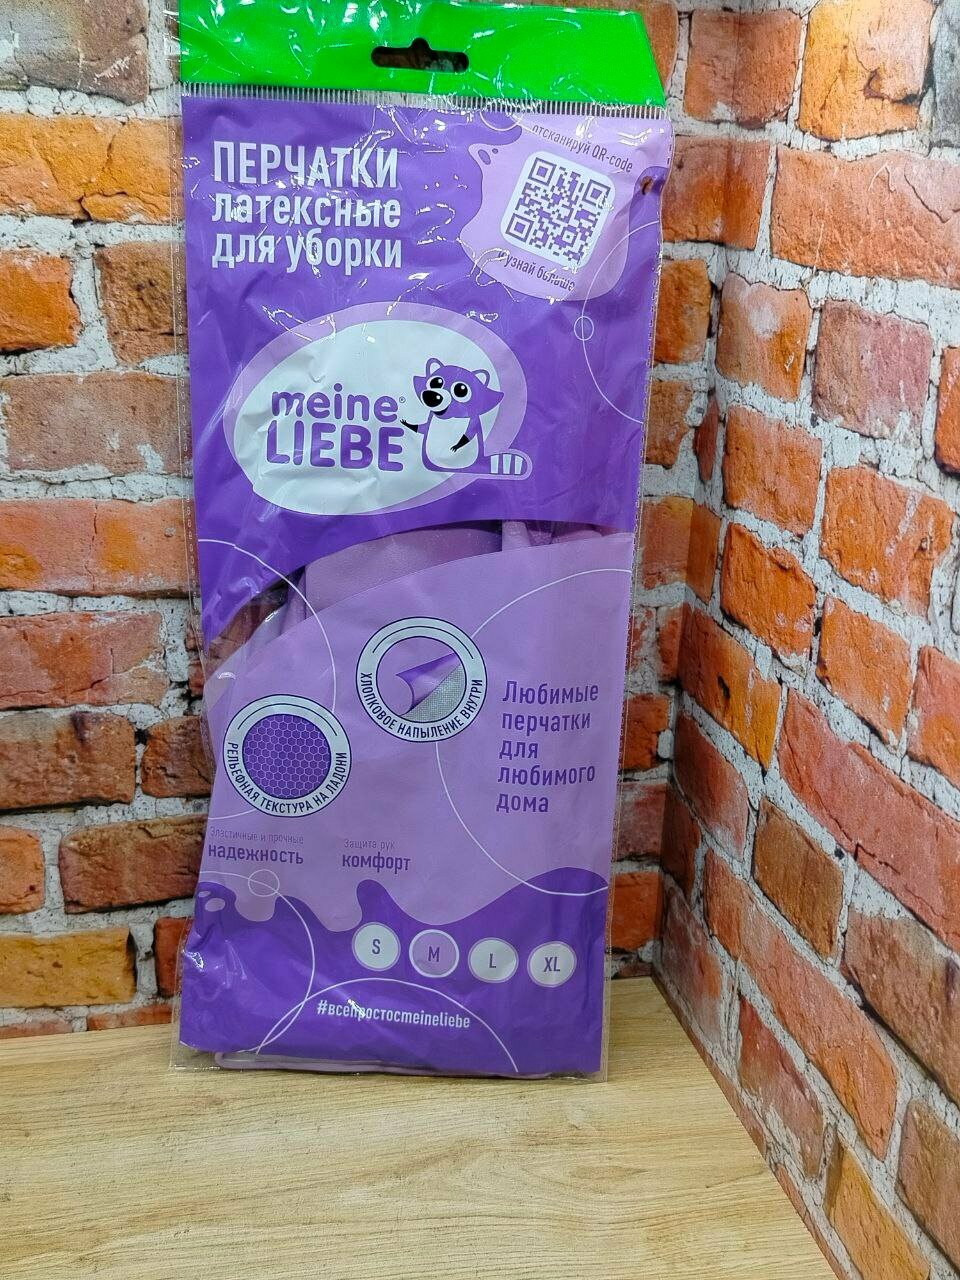 ПЕРЧАТКИ
латексные
для уборки
отсканируй QR-code
узнай больше
meine®
LIEBE
ХЛОПКОВОЕ НАПЫЛЕНИЕ ВНУТРИ
РЕЛЬЕФНАЯ ТЕКСТУРА НА ЛАДОНИ
Любимые
перчатки
для
любимого
дома
Эластичные и прочные
надежность
Защита рук
комфорт
S M L XL
#всепростосmeineliebe